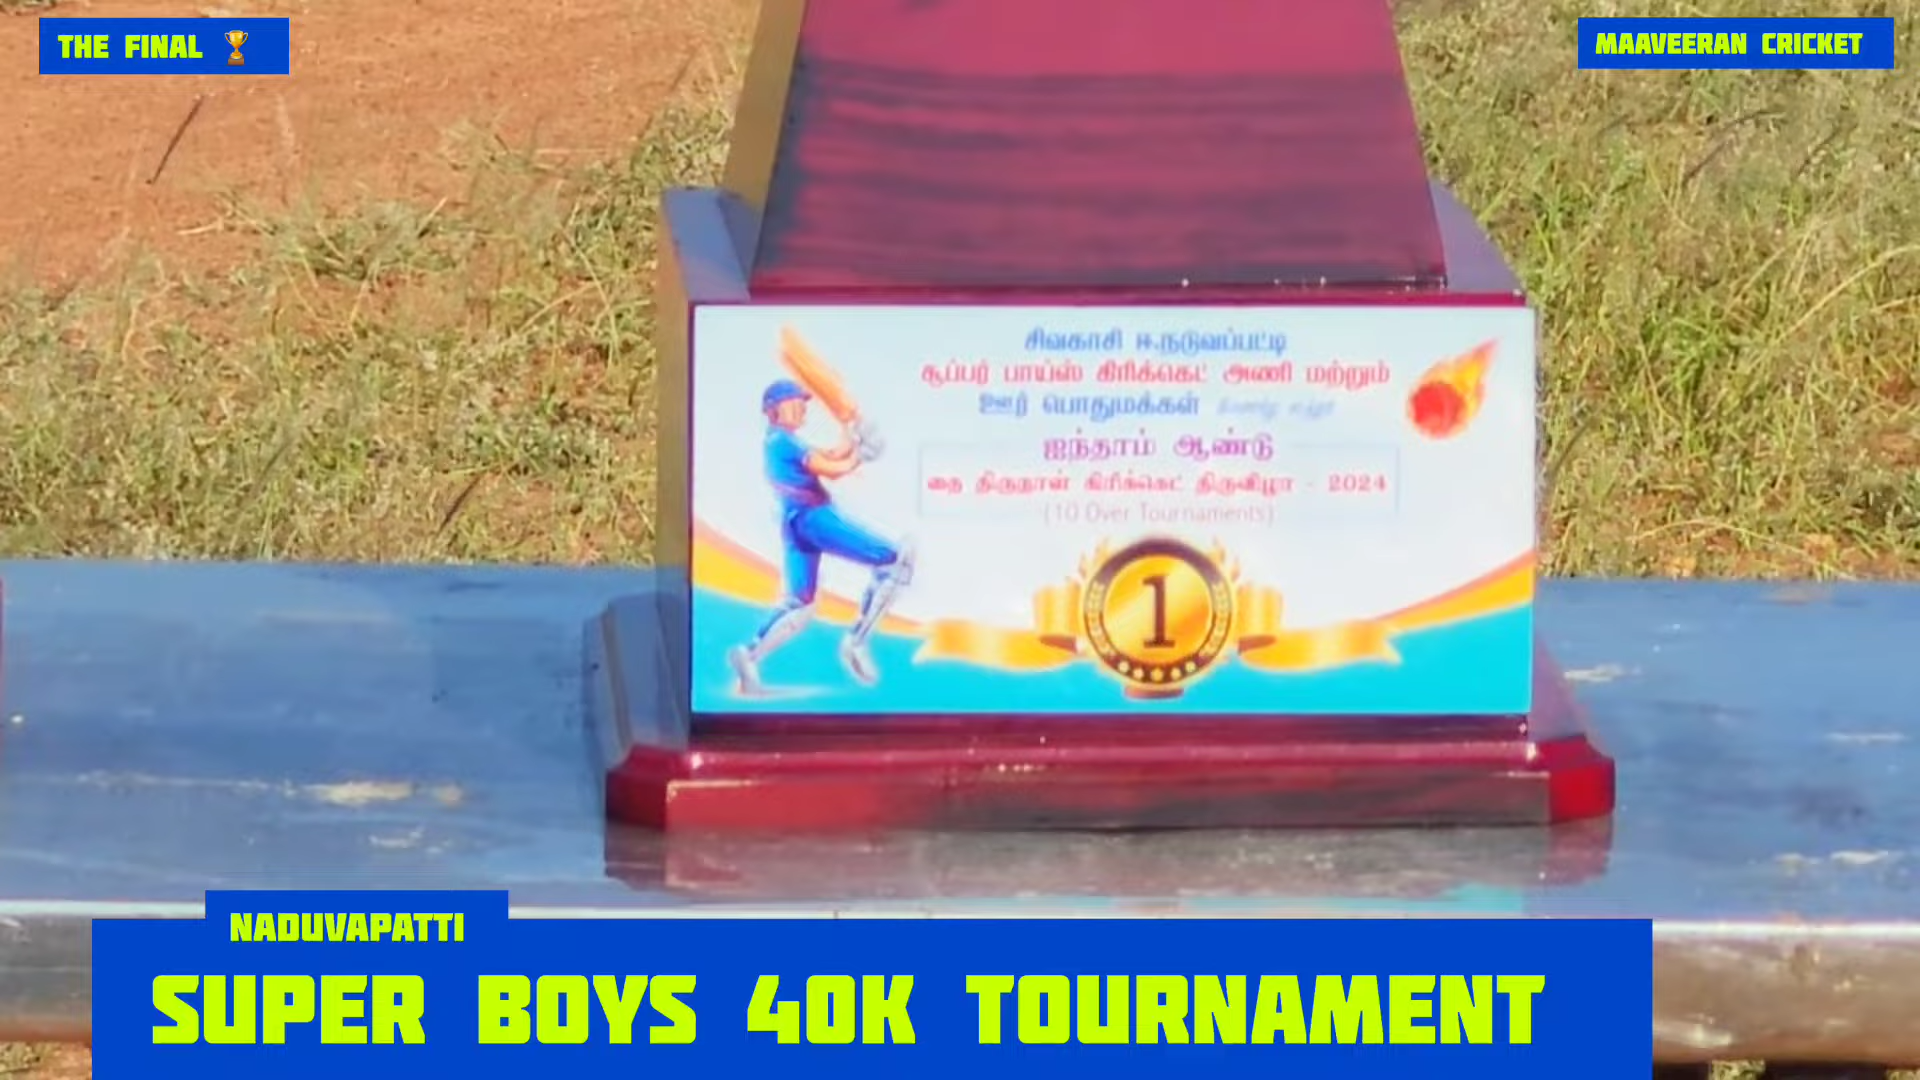 THE FINAL 🏆
MAAVEERAN CRICKET
சிவகாசி ஈ.நடுவப்பட்டி
சூப்பர் பாய்ஸ் கிரிக்கெட் அணி மற்றும்
ஊர் பொதுமக்கள்
ஐந்தாம் ஆண்டு
தை திருநாள் கிரிக்கெட் திருவிழா - 2024
(10 Over Tournaments)
1
NADUVAPATTI
SUPER BOYS 40K TOURNAMENT